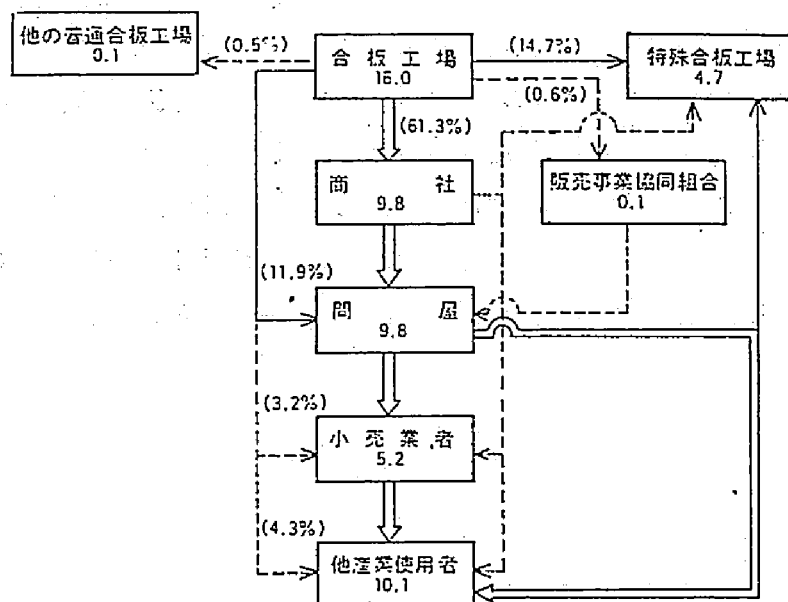 他の普通合板工場
0.1
(0.5%)
合板工場
16.0
(14.7%)
特殊合板工場
4.7
(0.6%)
(61.3%)
商社
9.8
販売事業協同組合
0.1
(11.9%)
問屋
9.8
(3.2%)
小売業者
5.2
(4.3%)
他産業使用者
10.1